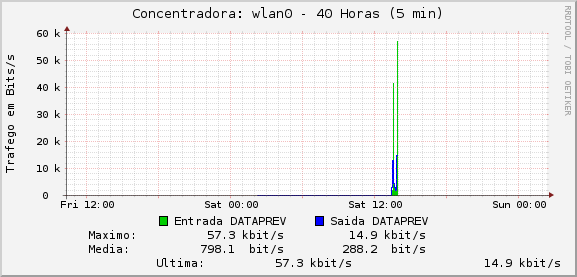 Concentradora: wlan0 - 40 Horas (5 min)
RRDTOOL / TOBI OETIKER
Trafego em Bits/s
60 k
50 k
40 k
30 k
20 k
10 k
0
Fri 12:00 Sat 00:00 Sat 12:00 Sun 00:00
Entrada DATAPREV Saida DATAPREV
Maximo: 57.3 kbit/s 14.9 kbit/s
Media: 798.1 bit/s 288.2 bit/s
Ultima: 57.3 kbit/s 14.9 kbit/s